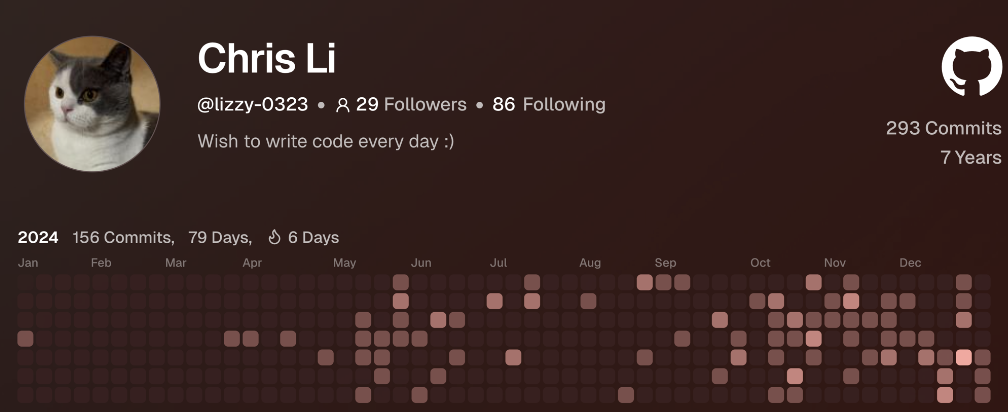 Chris Li
@lizzy-0323 • 29 Followers • 86 Following
Wish to write code every day :)
293 Commits
7 Years
2024 156 Commits, 79 Days, 6 Days
Jan Feb Mar Apr May Jun Jul Aug Sep Oct Nov Dec